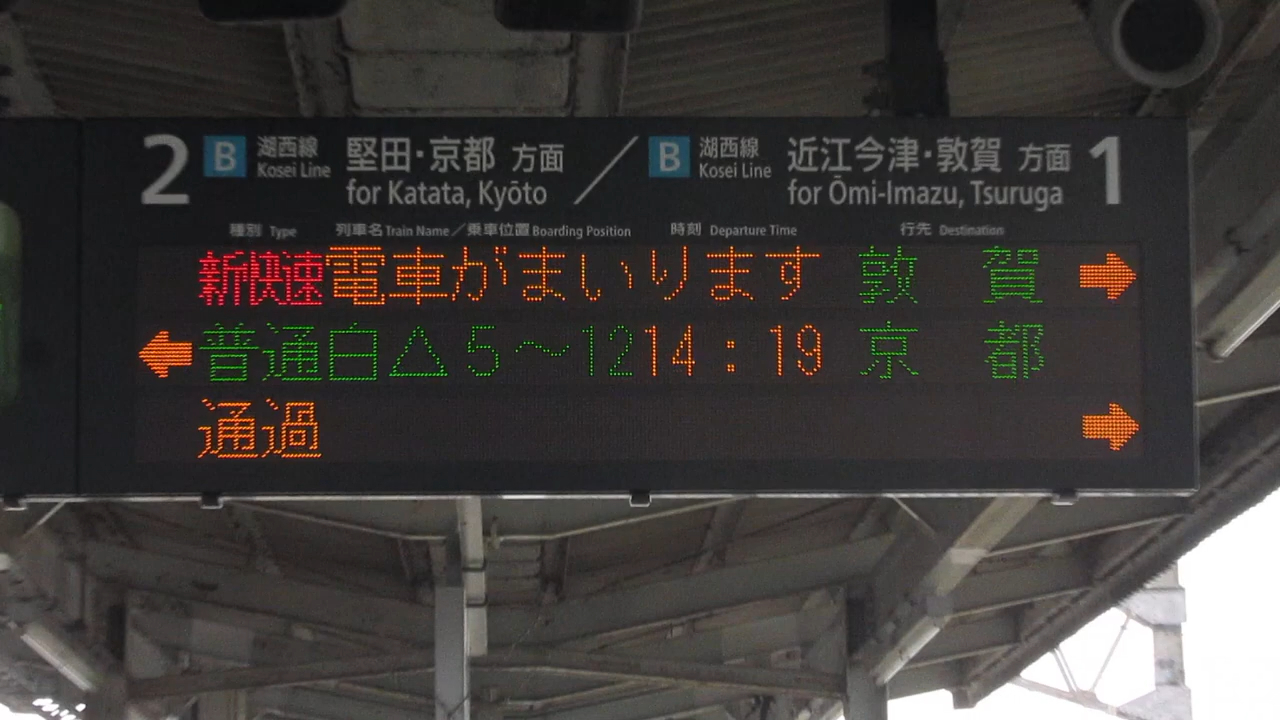 2 B 湖西線 堅田・京都 方面 / B 湖西線 近江今津・敦賀 方面 1
Kosei Line for Katata, Kyōto Kosei Line for Ōmi-Imazu, Tsuruga
種別 Type 列車名 Train Name／乗車位置 Boarding Position 時刻 Departure Time 行先 Destination
新快速電車がまいります 敦賀 →
← 普通白△5～12 14:19 京都
通過 →